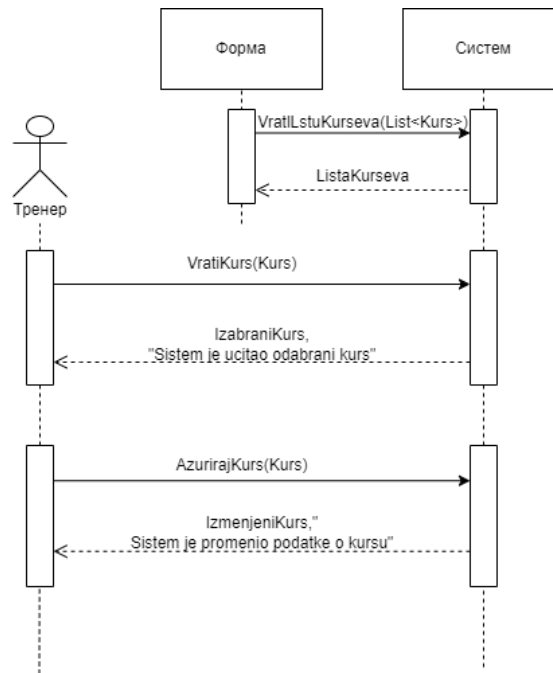 Форма
Систем
VratILstuKurseva(List<Kurs>)
ListaKurseva
Тренер
VratiKurs(Kurs)
IzabraniKurs,
"Sistem je ucitao odabrani kurs"
AzurirajKurs(Kurs)
IzmenjeniKurs,"
Sistem je promenio podatke o kursu"